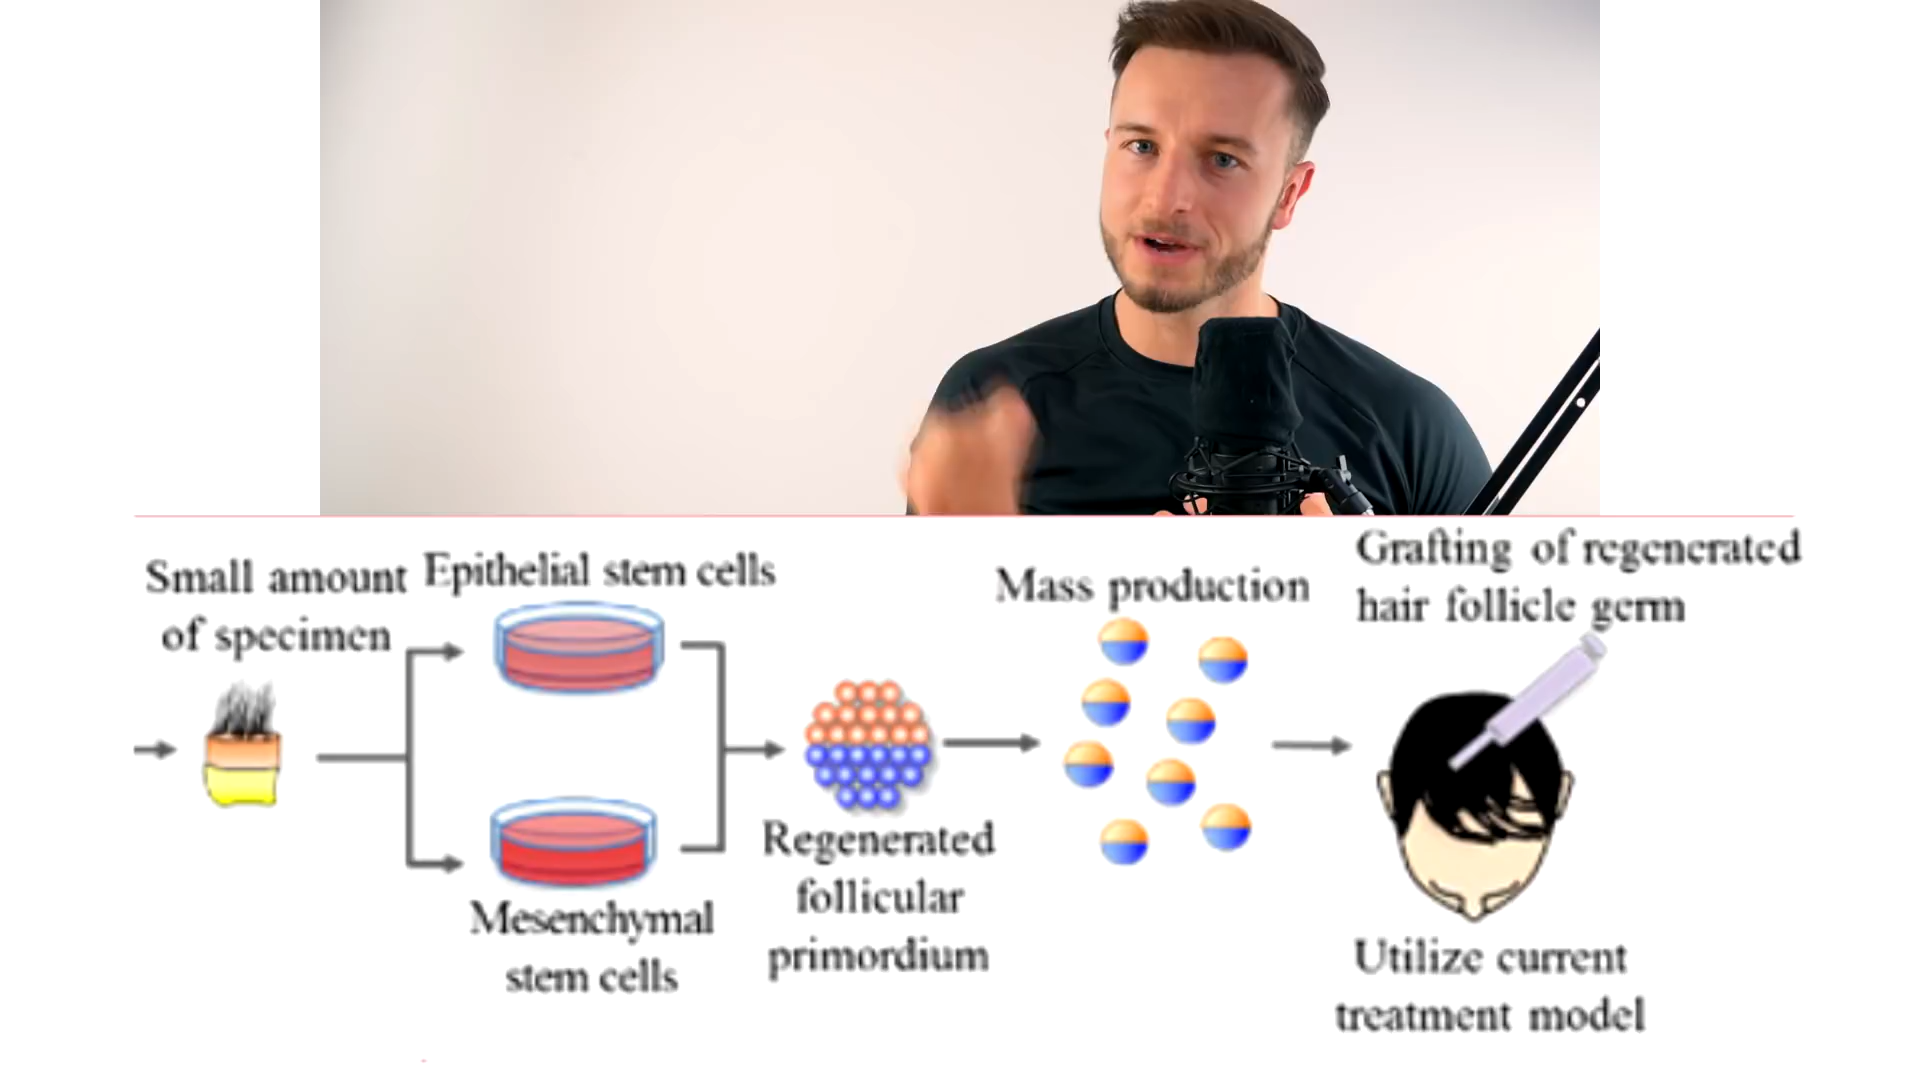 Small amount
of specimen
Epithelial stem cells
Mesenchymal
stem cells
Regenerated
follicular
primordium
Mass production
Grafting of regenerated
hair follicle germ
Utilize current
treatment model